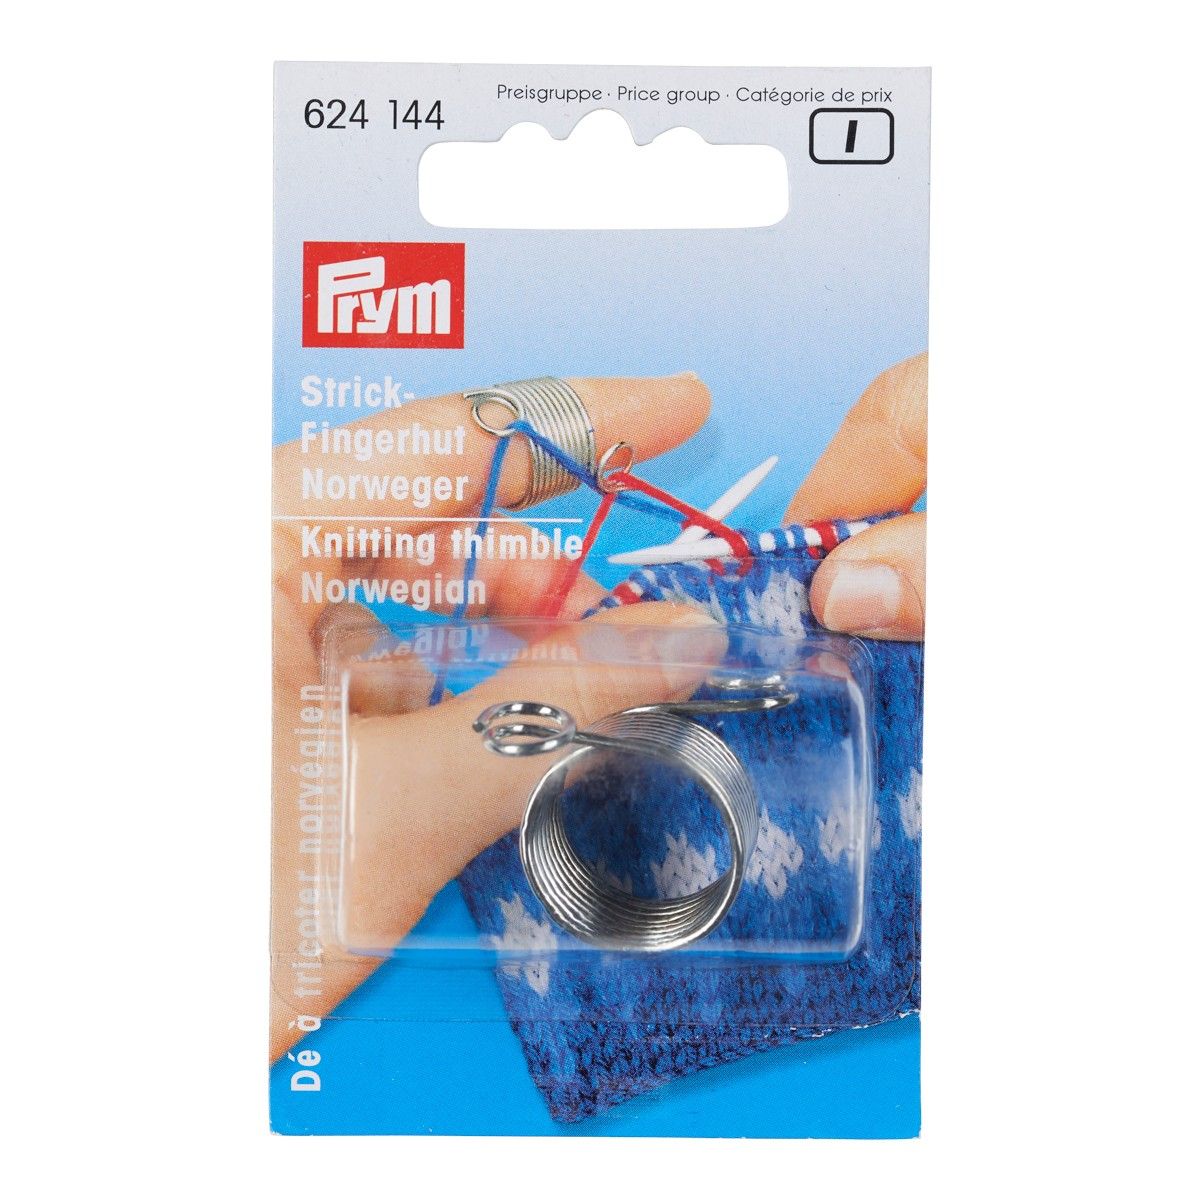 624 144
Preisgruppe · Price group · Catégorie de prix
I
Prym
Strick-
Fingerhut
Norweger
Knitting thimble
Norwegian
Dé à tricoter norvégien